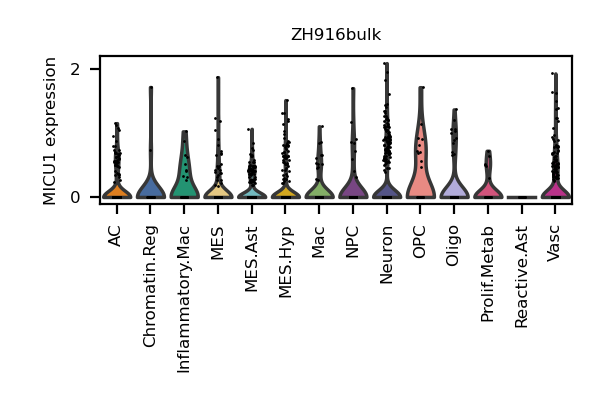 ZH916bulk
MICU1 expression
2
0
AC
Chromatin.Reg
Inflammatory.Mac
MES
MES.Ast
MES.Hyp
Mac
NPC
Neuron
OPC
Oligo
Prolif.Metab
Reactive.Ast
Vasc